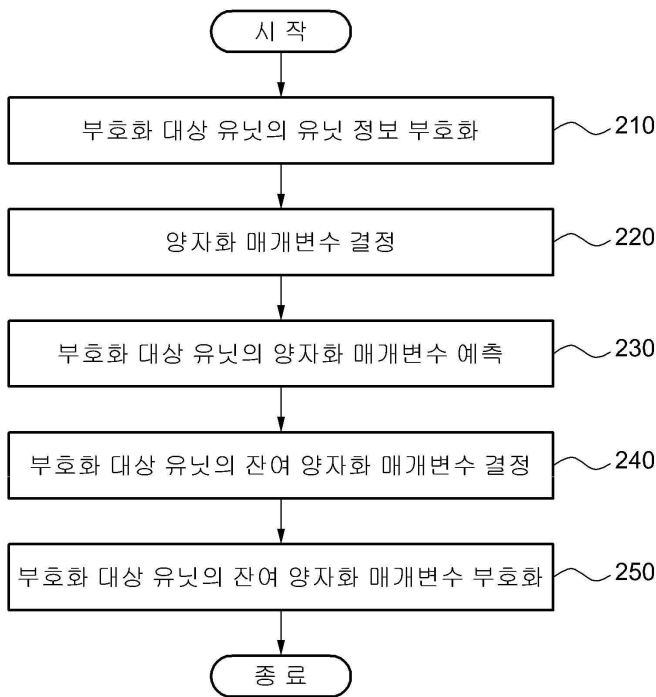 시 작
부호화 대상 유닛의 유닛 정보 부호화
210
양자화 매개변수 결정
220
부호화 대상 유닛의 양자화 매개변수 예측
230
부호화 대상 유닛의 잔여 양자화 매개변수 결정
240
부호화 대상 유닛의 잔여 양자화 매개변수 부호화
250
종 료